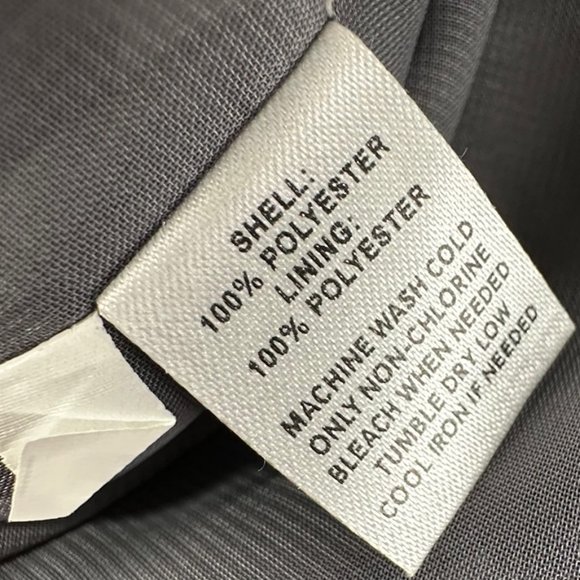 SHELL:
100% POLYESTER
LINING:
100% POLYESTER
MACHINE WASH COLD
ONLY NON-CHLORINE
BLEACH WHEN NEEDED
TUMBLE DRY LOW
COOL IRON IF NEEDED